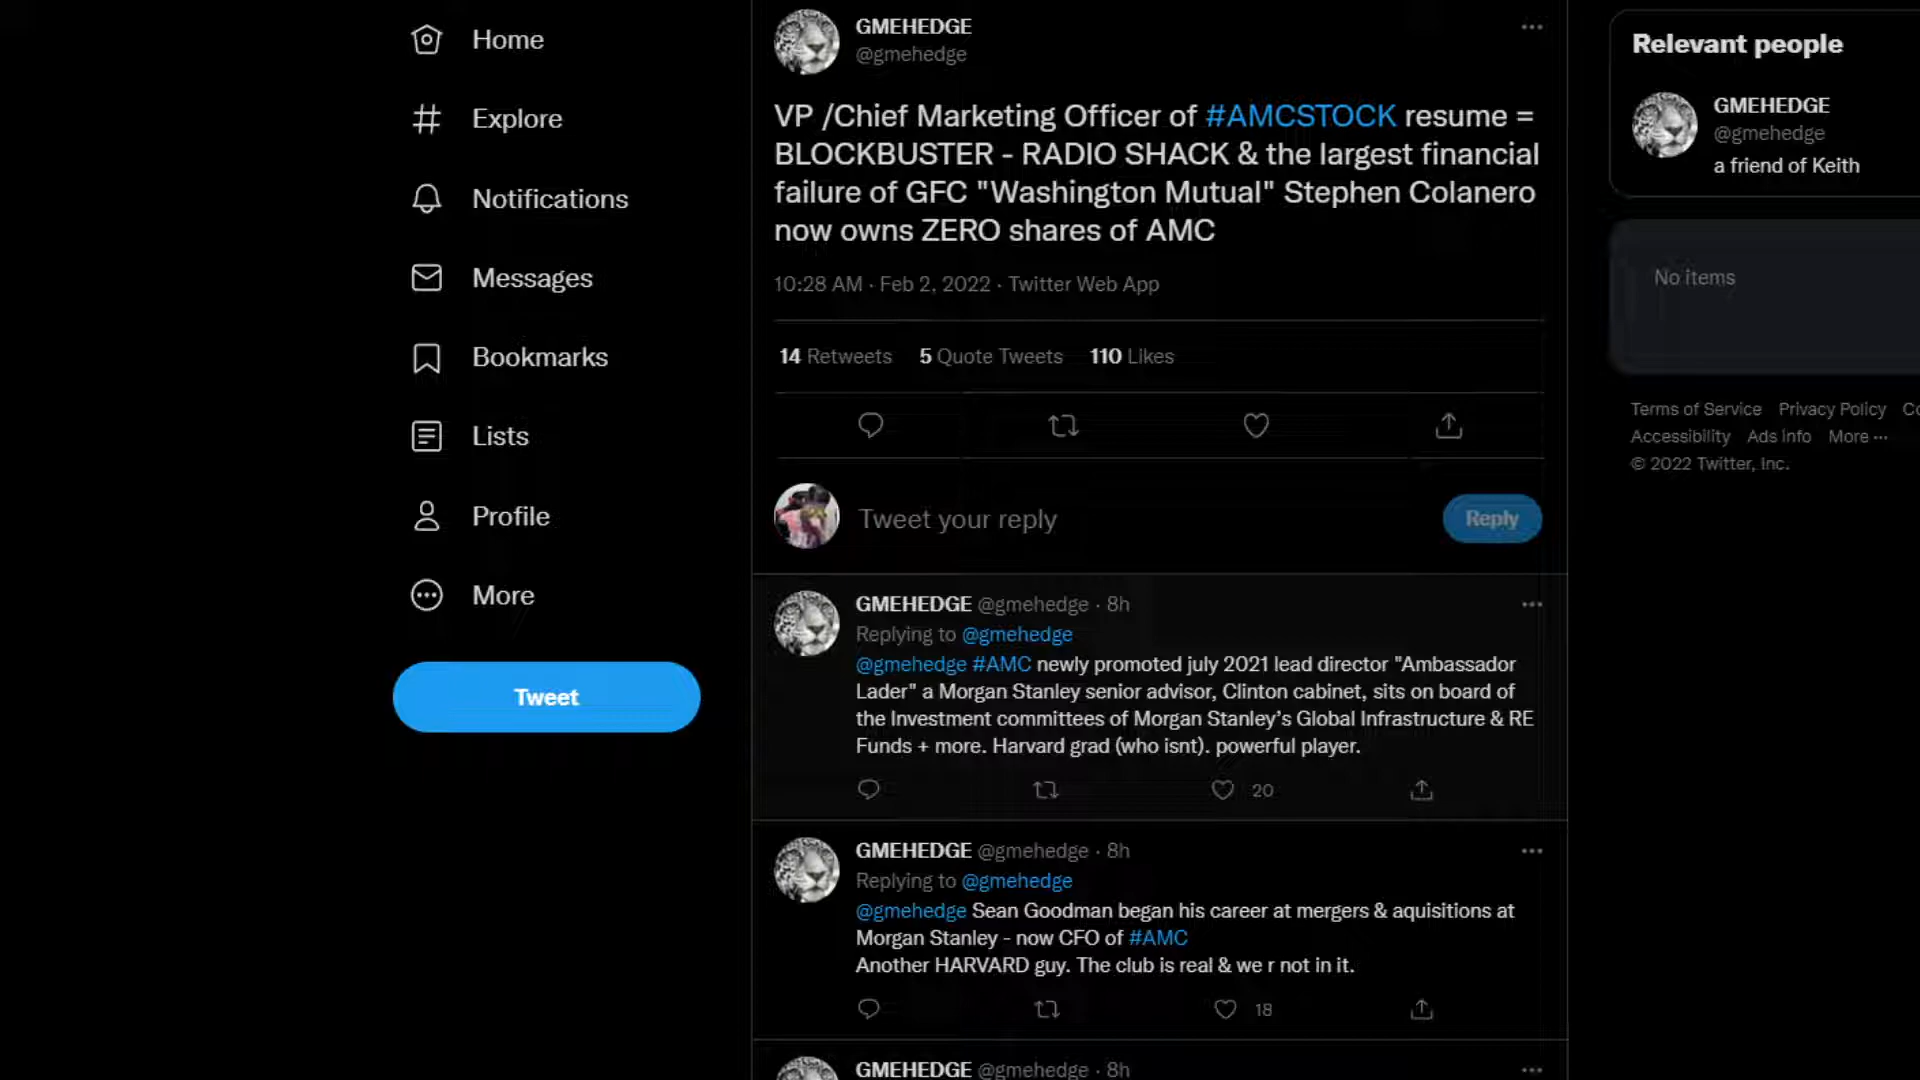 Home
Explore
Notifications
Messages
Bookmarks
Lists
Profile
More
Tweet
GMEHEDGE
@gmehedge
VP /Chief Marketing Officer of #AMCSTOCK resume =
BLOCKBUSTER - RADIO SHACK & the largest financial
failure of GFC "Washington Mutual" Stephen Colanero
now owns ZERO shares of AMC
10:28 AM · Feb 2, 2022 · Twitter Web App
14 Retweets 5 Quote Tweets 110 Likes
Tweet your reply
Reply
GMEHEDGE @gmehedge · 8h
Replying to @gmehedge
@gmehedge #AMC newly promoted july 2021 lead director "Ambassador
Lader" a Morgan Stanley senior advisor, Clinton cabinet, sits on board of
the Investment committees of Morgan Stanley's Global Infrastructure & RE
Funds + more. Harvard grad (who isnt). powerful player.
20
GMEHEDGE @gmehedge · 8h
Replying to @gmehedge
@gmehedge Sean Goodman began his career at mergers & aquisitions at
Morgan Stanley - now CFO of #AMC
Another HARVARD guy. The club is real & we r not in it.
18
GMEHEDGE @gmehedge · 8h
Relevant people
GMEHEDGE
@gmehedge
a friend of Keith
No items
Terms of Service Privacy Policy Co
Accessibility Ads info More ···
© 2022 Twitter, Inc.